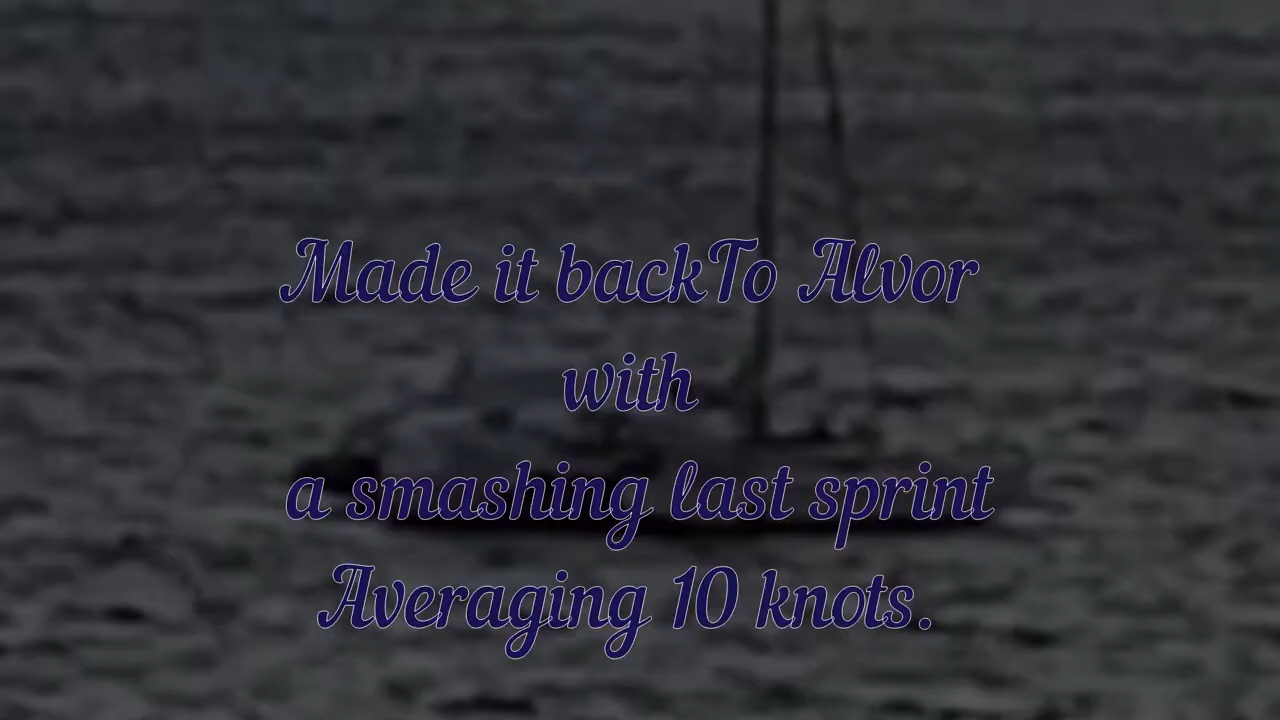 Made it backTo Alvor
with
a smashing last sprint
Averaging 10 knots.